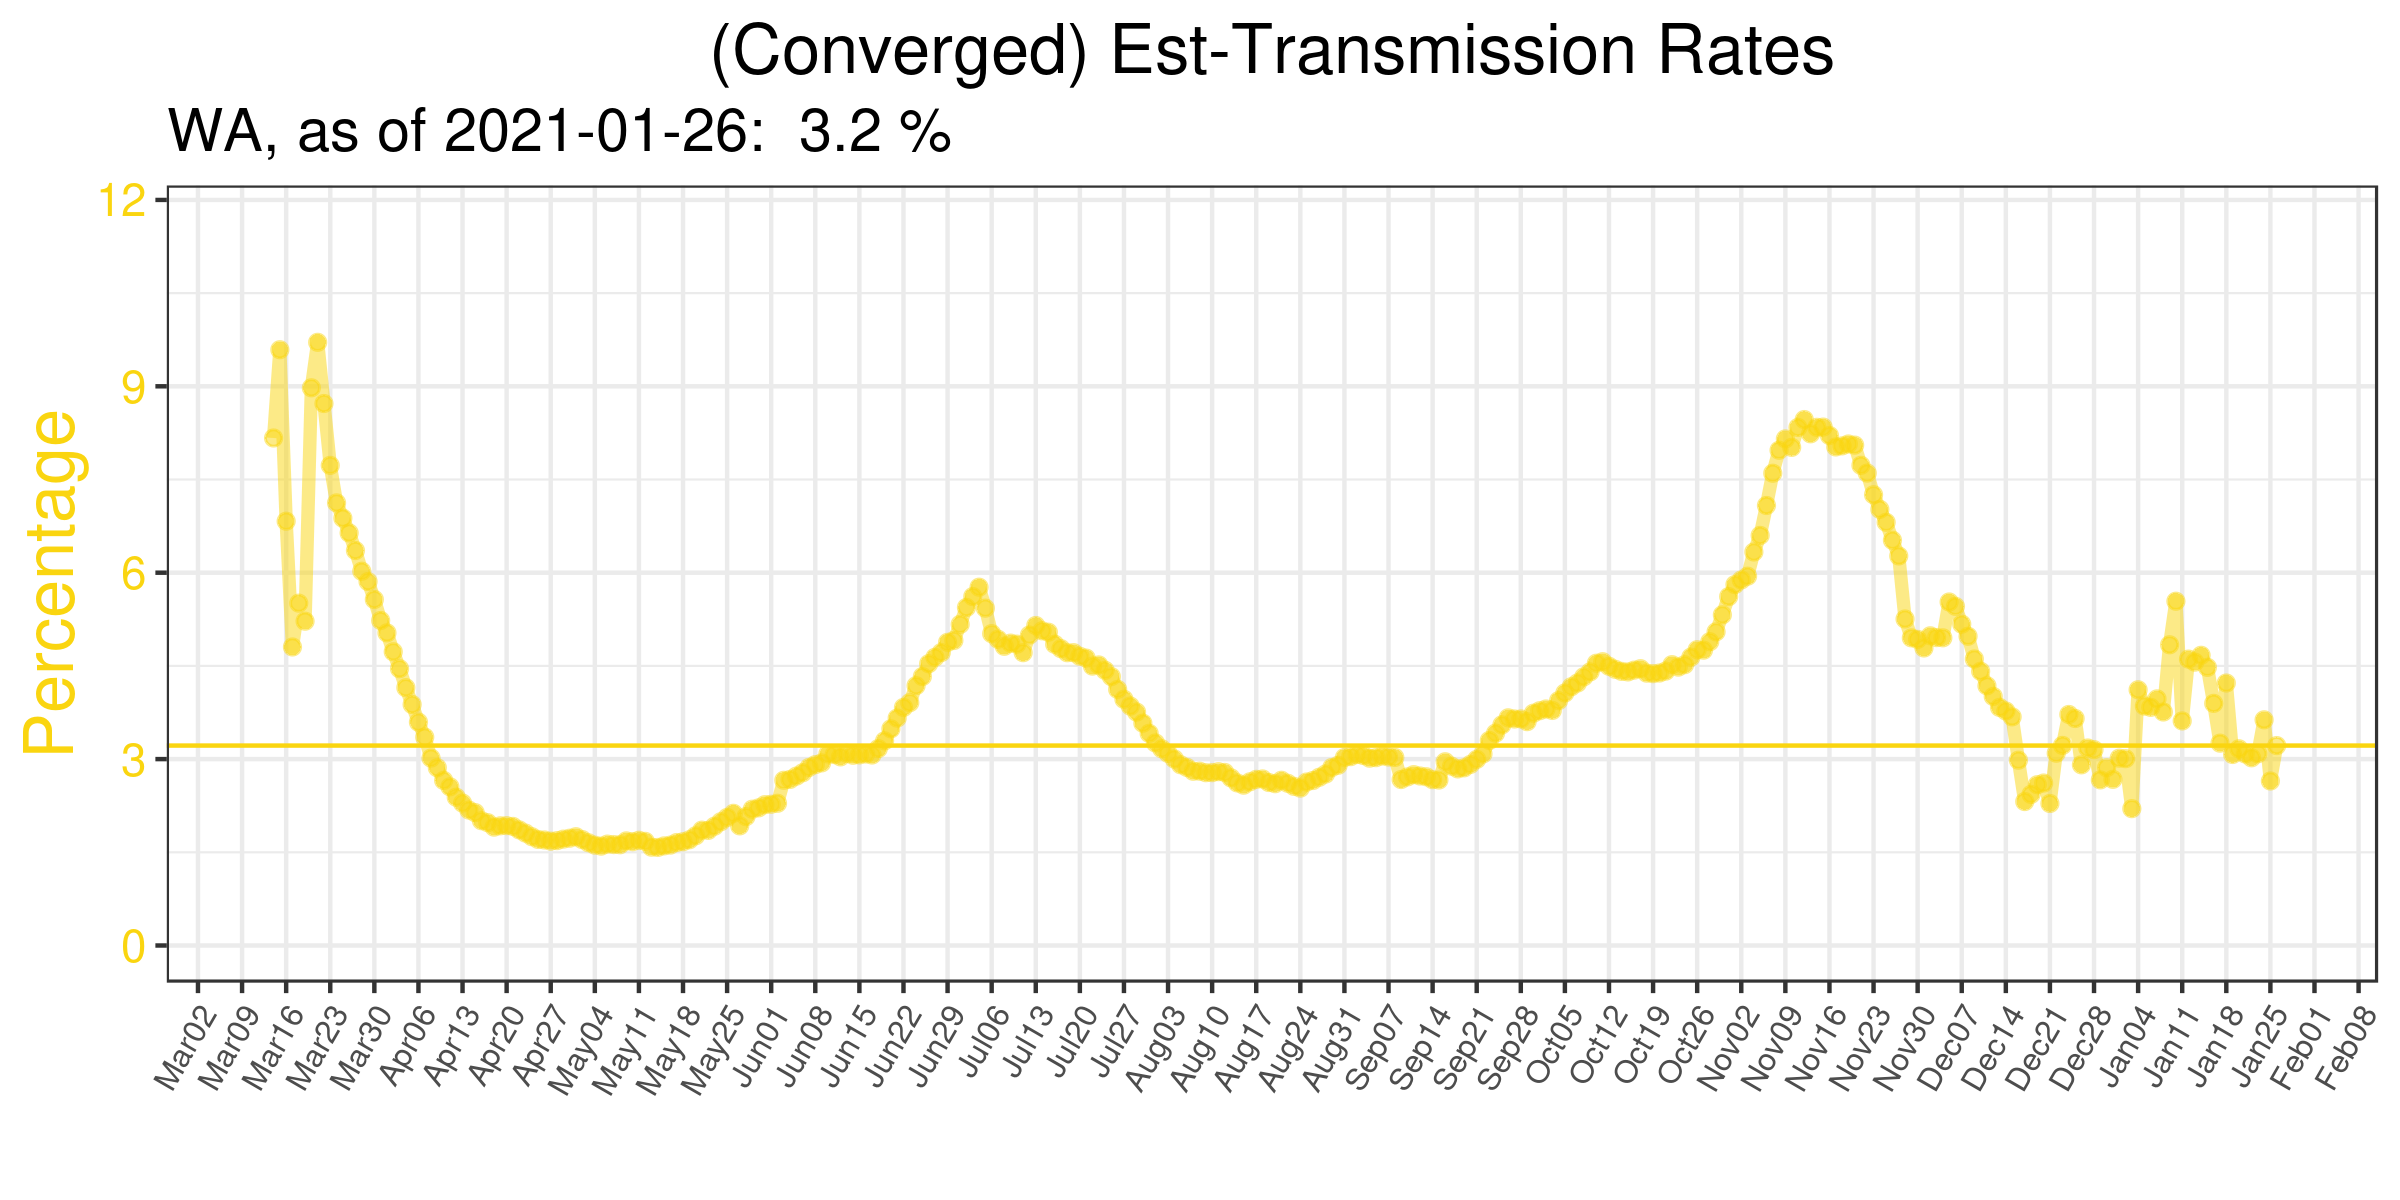 (Converged) Est-Transmission Rates
WA, as of 2021-01-26:  3.2 %
Percentage
12
9
6
3
0
Mar02 Mar09 Mar16 Mar23 Mar30 Apr06 Apr13 Apr20 Apr27 May04 May11 May18 May25 Jun01 Jun08 Jun15 Jun22 Jun29 Jul06 Jul13 Jul20 Jul27 Aug03 Aug10 Aug17 Aug24 Aug31 Sep07 Sep14 Sep21 Sep28 Oct05 Oct12 Oct19 Oct26 Nov02 Nov09 Nov16 Nov23 Nov30 Dec07 Dec14 Dec21 Dec28 Jan04 Jan11 Jan18 Jan25 Feb01 Feb08